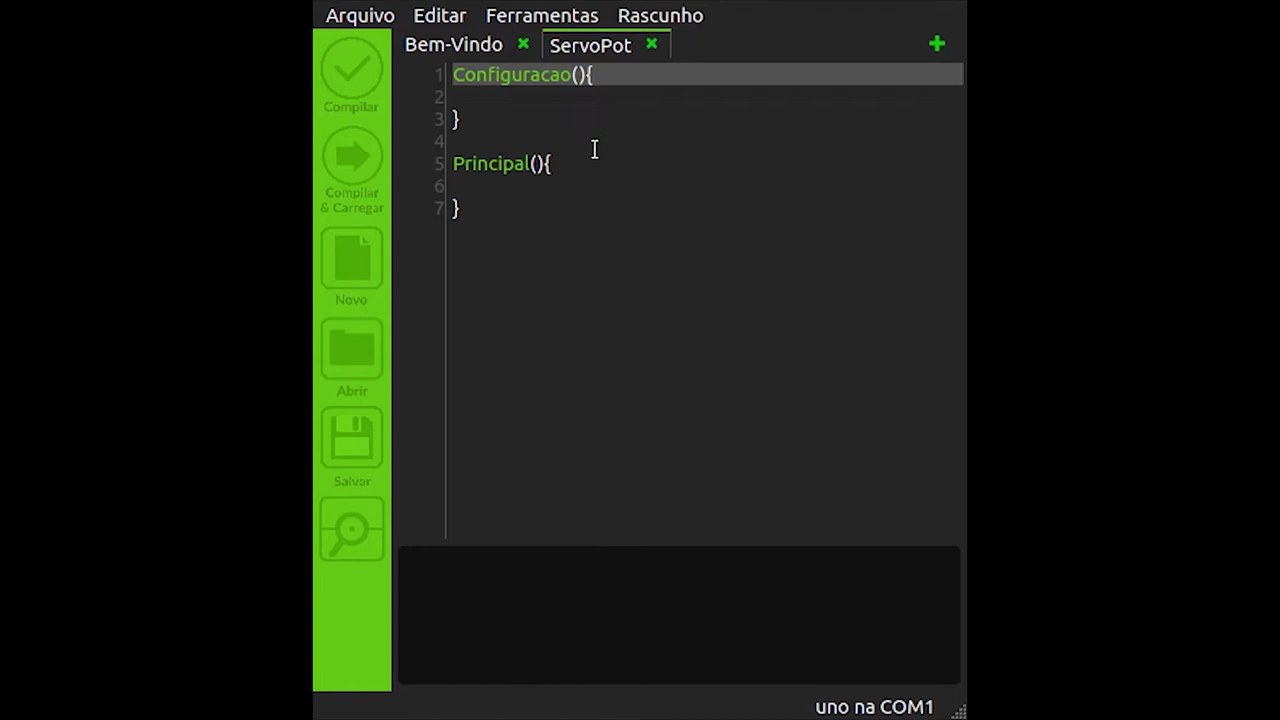 Arquivo Editar Ferramentas Rascunho
Bem-Vindo × ServoPot × +
Compilar
Compilar
& Carregar
Novo
Abrir
Salvar
1 Configuracao(){
2
3 }
4
5 Principal(){
6
7 }
uno na COM1